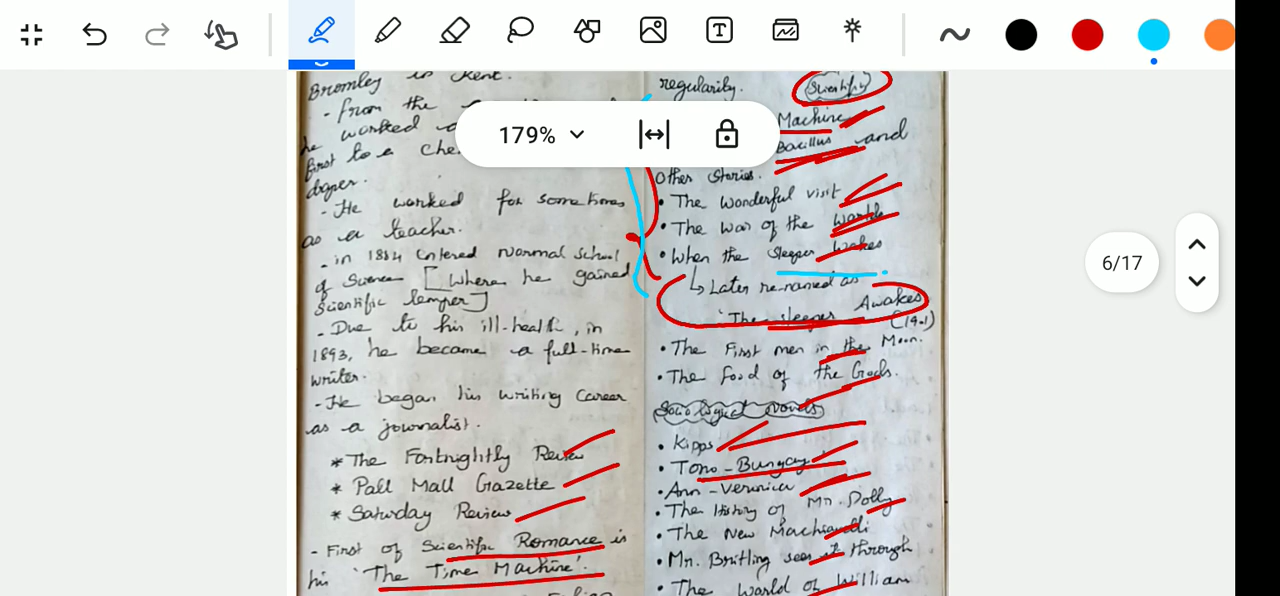 179%
6/17
Bromley in Kent.
- from the
he worked
first to a che
draper.
- He worked for sometimes
as a teacher.
- in 1884 entered Normal School
of Science [Where he gained
Scientific temper]
- Due to his ill-health, in
1893, he became a full-time
writer.
- He began his writing career
as a journalist.
* The Fortnightly Review
* Pall Mall Gazette
* Saturday Review
- First of Scientific Romance is
his 'The Time Machine'.
regularity.
Scientific
Machine
Bacillus and
Other Stories.
• The Wonderful visit
• The War of the Worlds
• When the Sleeper Wakes
↳ Later re-named as
'The sleeper Awakes
(1901)
• The First men in the Moon.
• The Food of the Gods.
Sociological novels
• Kipps
• Tono-Bungay
• Ann-Veronica
• The History of Mr. Polly
• The New Machiavelli
• Mr. Britling sees it through
• The World of William